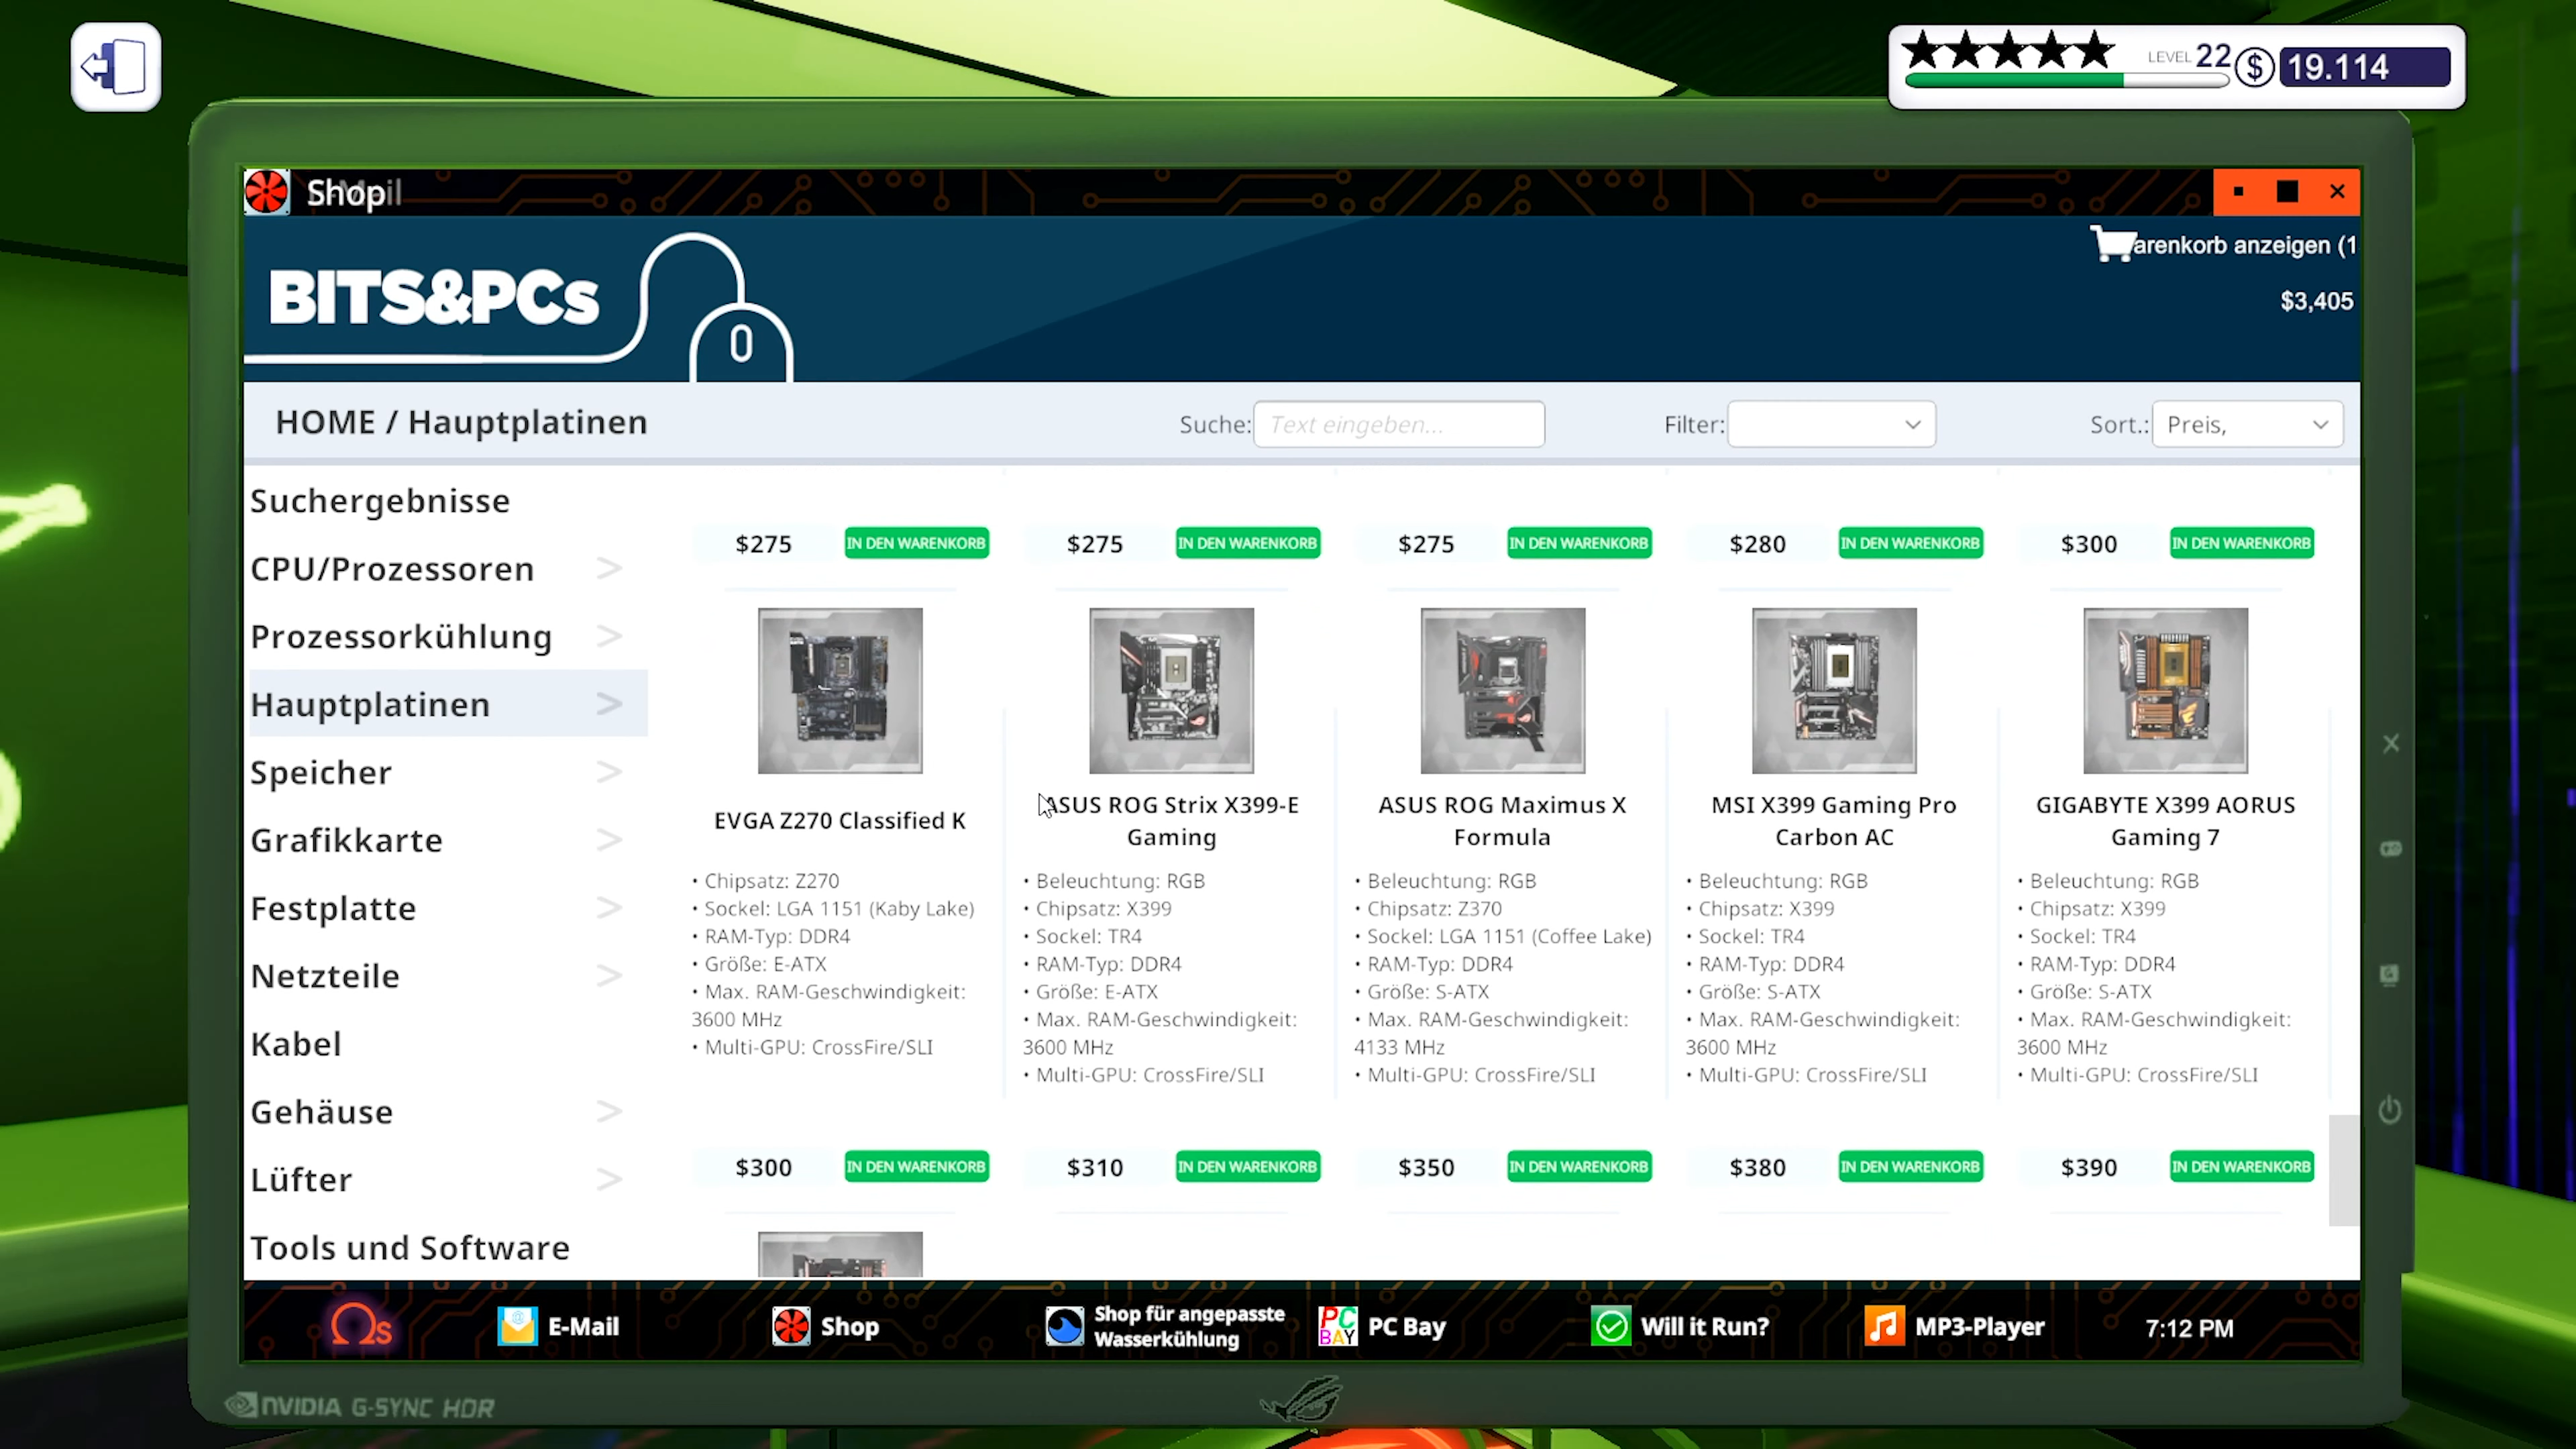 LEVEL 22 $ 19.114
Shop
BITS&PCs
arenkorb anzeigen (1
$3,405
HOME / Hauptplatinen
Suche: Text eingeben...
Filter:
Sort.: Preis,
Suchergebnisse
CPU/Prozessoren >
Prozessorkühlung >
Hauptplatinen >
Speicher >
Grafikkarte >
Festplatte >
Netzteile >
Kabel
Gehäuse >
Lüfter >
Tools und Software
$275 IN DEN WARENKORB
$275 IN DEN WARENKORB
$275 IN DEN WARENKORB
$280 IN DEN WARENKORB
$300 IN DEN WARENKORB
EVGA Z270 Classified K
• Chipsatz: Z270
• Sockel: LGA 1151 (Kaby Lake)
• RAM-Typ: DDR4
• Größe: E-ATX
• Max. RAM-Geschwindigkeit:
3600 MHz
• Multi-GPU: CrossFire/SLI
$300 IN DEN WARENKORB
ASUS ROG Strix X399-E
Gaming
• Beleuchtung: RGB
• Chipsatz: X399
• Sockel: TR4
• RAM-Typ: DDR4
• Größe: E-ATX
• Max. RAM-Geschwindigkeit:
3600 MHz
• Multi-GPU: CrossFire/SLI
$310 IN DEN WARENKORB
ASUS ROG Maximus X
Formula
• Beleuchtung: RGB
• Chipsatz: Z370
• Sockel: LGA 1151 (Coffee Lake)
• RAM-Typ: DDR4
• Größe: S-ATX
• Max. RAM-Geschwindigkeit:
4133 MHz
• Multi-GPU: CrossFire/SLI
$350 IN DEN WARENKORB
MSI X399 Gaming Pro
Carbon AC
• Beleuchtung: RGB
• Chipsatz: X399
• Sockel: TR4
• RAM-Typ: DDR4
• Größe: S-ATX
• Max. RAM-Geschwindigkeit:
3600 MHz
• Multi-GPU: CrossFire/SLI
$380 IN DEN WARENKORB
GIGABYTE X399 AORUS
Gaming 7
• Beleuchtung: RGB
• Chipsatz: X399
• Sockel: TR4
• RAM-Typ: DDR4
• Größe: S-ATX
• Max. RAM-Geschwindigkeit:
3600 MHz
• Multi-GPU: CrossFire/SLI
$390 IN DEN WARENKORB
Ωs
E-Mail
Shop
Shop für angepasste
Wasserkühlung
PC BAY
PC Bay
Will it Run?
MP3-Player
7:12 PM
NVIDIA G-SYNC HDR